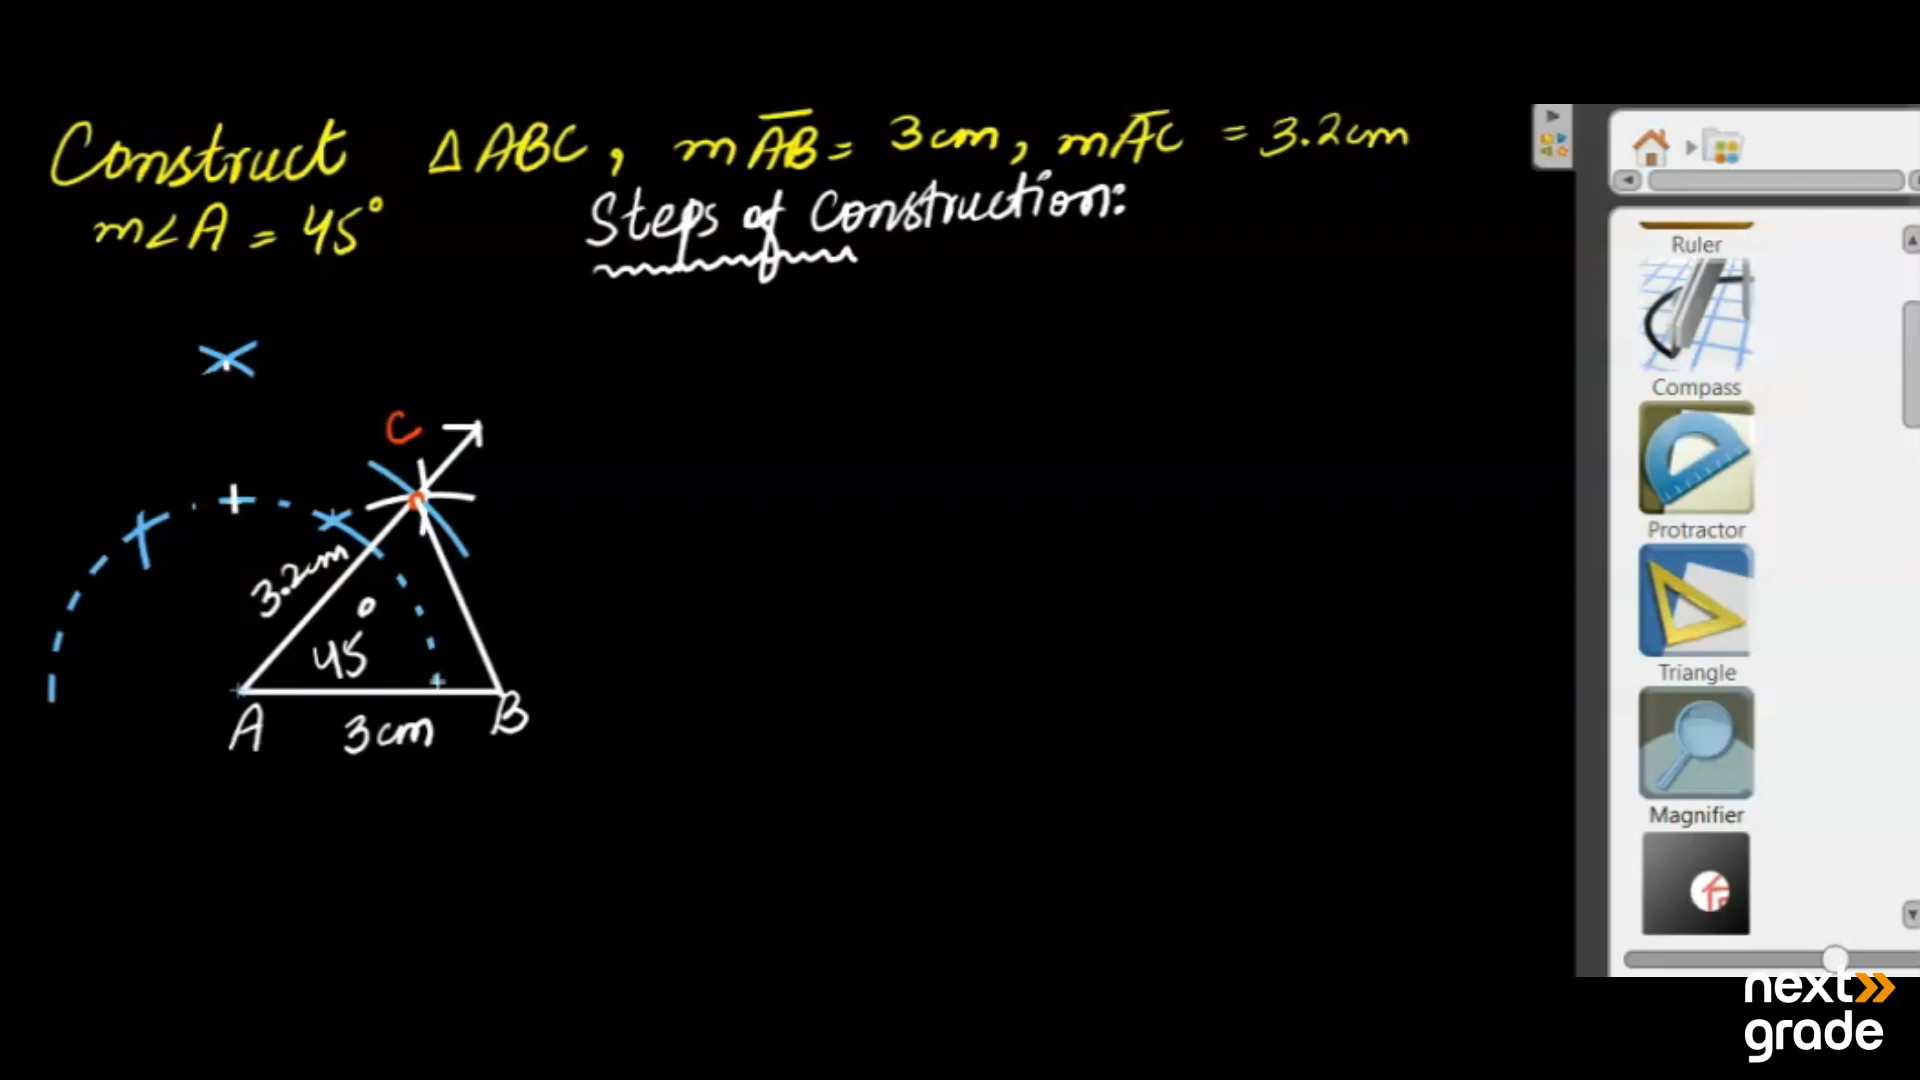 Construct △ABC, mAB̅ = 3cm, mAC̅ = 3.2cm
m∠A = 45°
Steps of Construction:
C
3.2cm
45°
A 3cm B
Ruler
Compass
Protractor
Triangle
Magnifier
next
grade